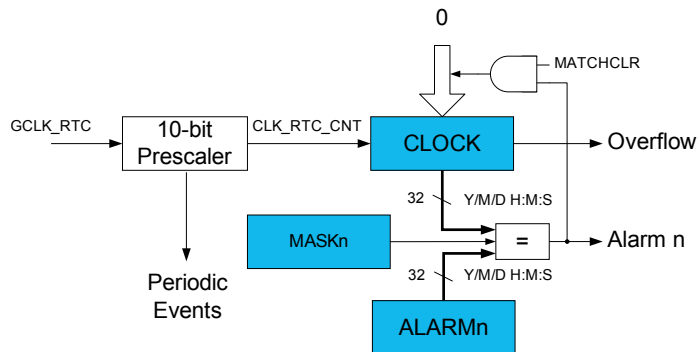 0
MATCHCLR
GCLK_RTC
10-bit
Prescaler
CLK_RTC_CNT
CLOCK
Overflow
32
Y/M/D H:M:S
MASKn
=
Alarm n
32
Y/M/D H:M:S
Periodic
Events
ALARMn